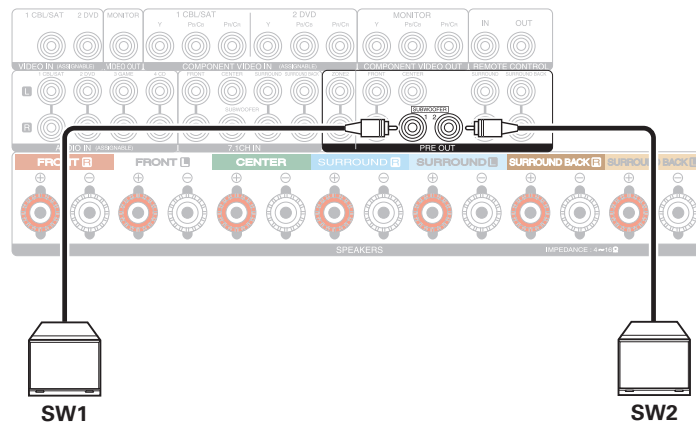 1 CBL/SAT 2 DVD MONITOR 1 CBL/SAT 2 DVD MONITOR IN OUT
Y PB/CB PR/CR Y PB/CB PR/CR Y PB/CB PR/CR
VIDEO IN (ASSIGNABLE) VIDEO OUT COMPONENT VIDEO IN (ASSIGNABLE) COMPONENT VIDEO OUT REMOTE CONTROL
1 CBL/SAT 2 DVD 3 GAME 4 CD FRONT CENTER SURROUND SURROUND BACK ZONE2 FRONT CENTER SURROUND SURROUND BACK
L
SUBWOOFER SUBWOOFER
1 2
R
AUDIO IN (ASSIGNABLE) 7.1CH IN PRE OUT
FRONT R FRONT L CENTER SURROUND R SURROUND L SURROUND BACK R SURROUND BACK L
SPEAKERS IMPEDANCE : 4~16Ω
SW1 SW2